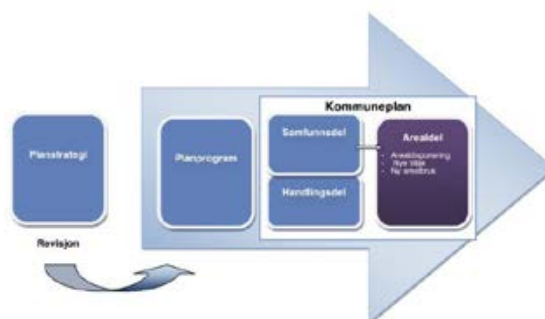 Kommuneplan
Planstrategi
Planprogram
Samfunnsdel
Handlingsdel
Arealdel
- Arealdisponering
- Nye tiltak
- Ny arealbruk
Revisjon